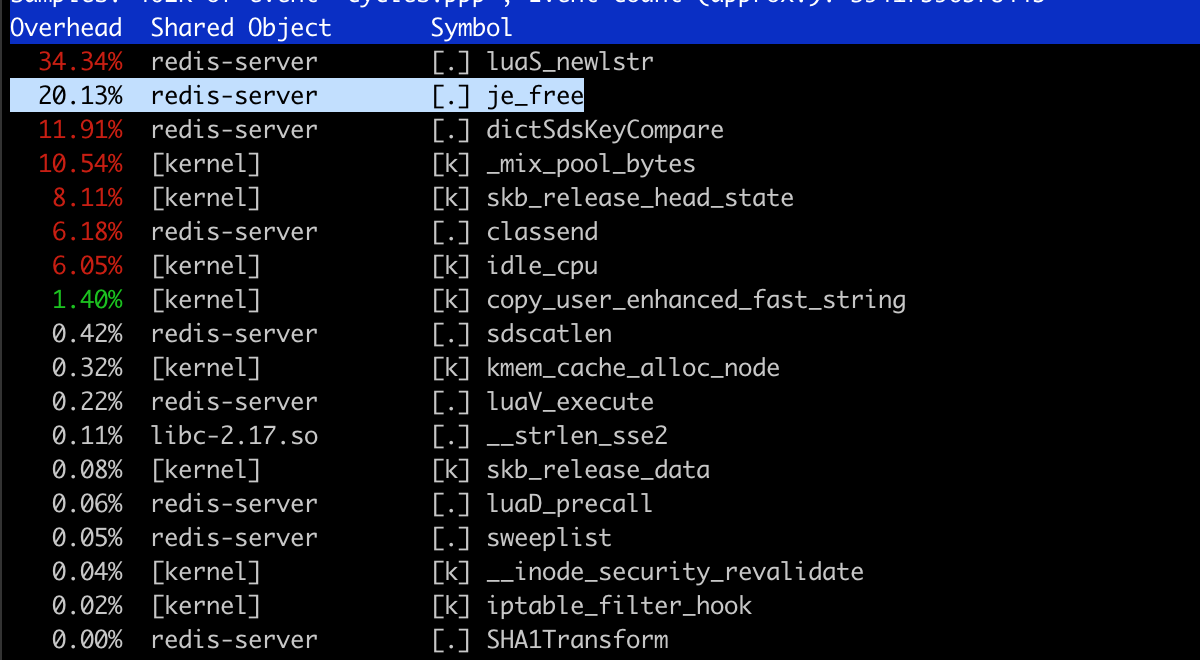 Overhead  Shared Object  Symbol
34.34%  redis-server  [.] luaS_newlstr
20.13%  redis-server  [.] je_free
11.91%  redis-server  [.] dictSdsKeyCompare
10.54%  [kernel]  [k] _mix_pool_bytes
8.11%  [kernel]  [k] skb_release_head_state
6.18%  redis-server  [.] classend
6.05%  [kernel]  [k] idle_cpu
1.40%  [kernel]  [k] copy_user_enhanced_fast_string
0.42%  redis-server  [.] sdscatlen
0.32%  [kernel]  [k] kmem_cache_alloc_node
0.22%  redis-server  [.] luaV_execute
0.11%  libc-2.17.so  [.] __strlen_sse2
0.08%  [kernel]  [k] skb_release_data
0.06%  redis-server  [.] luaD_precall
0.05%  redis-server  [.] sweeplist
0.04%  [kernel]  [k] __inode_security_revalidate
0.02%  [kernel]  [k] iptable_filter_hook
0.00%  redis-server  [.] SHA1Transform